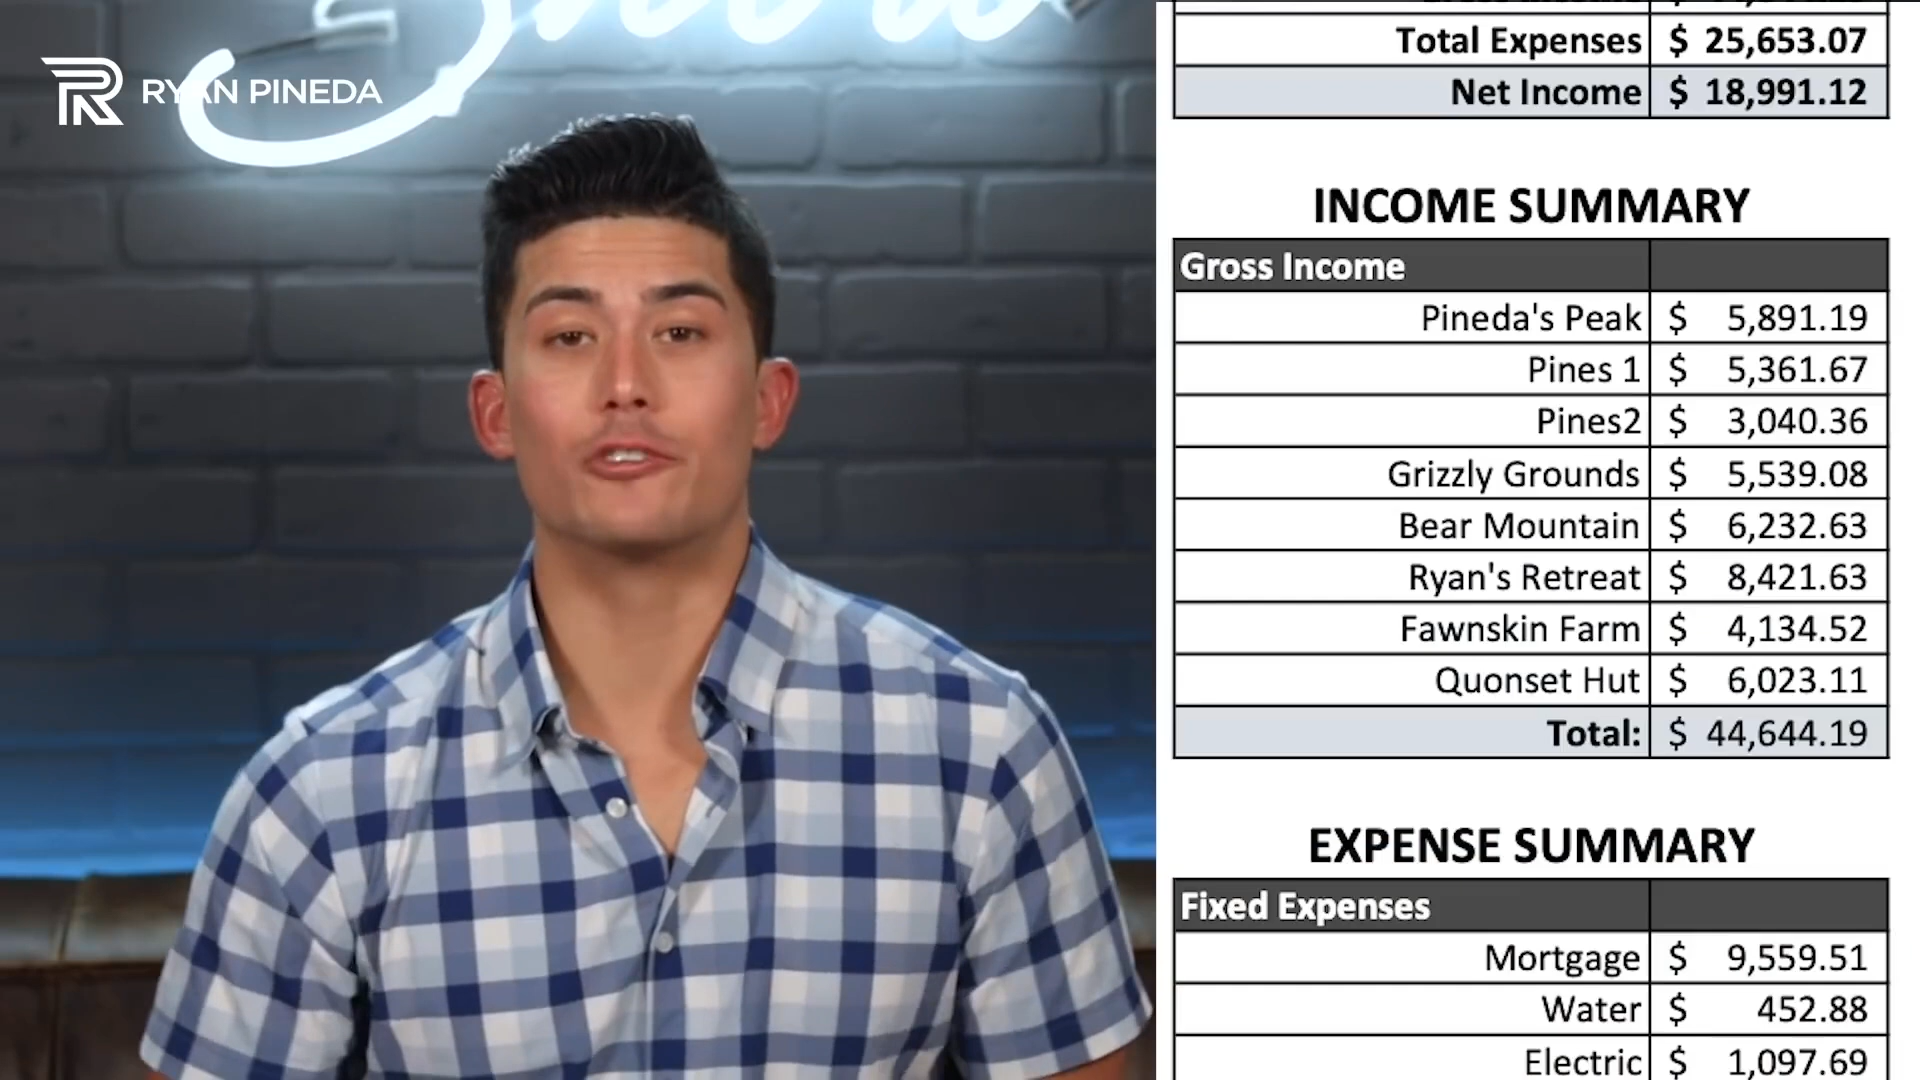 Show
RYAN PINEDA
Total Expenses $ 25,653.07
Net Income $ 18,991.12
INCOME SUMMARY
Gross Income
Pineda's Peak $ 5,891.19
Pines 1 $ 5,361.67
Pines2 $ 3,040.36
Grizzly Grounds $ 5,539.08
Bear Mountain $ 6,232.63
Ryan's Retreat $ 8,421.63
Fawnskin Farm $ 4,134.52
Quonset Hut $ 6,023.11
Total: $ 44,644.19
EXPENSE SUMMARY
Fixed Expenses
Mortgage $ 9,559.51
Water $ 452.88
Electric $ 1,097.69